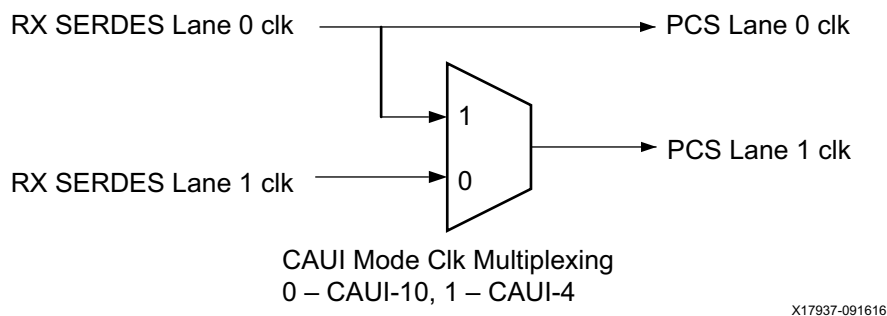 RX SERDES Lane 0 clk
PCS Lane 0 clk
1
PCS Lane 1 clk
RX SERDES Lane 1 clk
0
CAUI Mode Clk Multiplexing
0 – CAUI-10, 1 – CAUI-4
X17937-091616